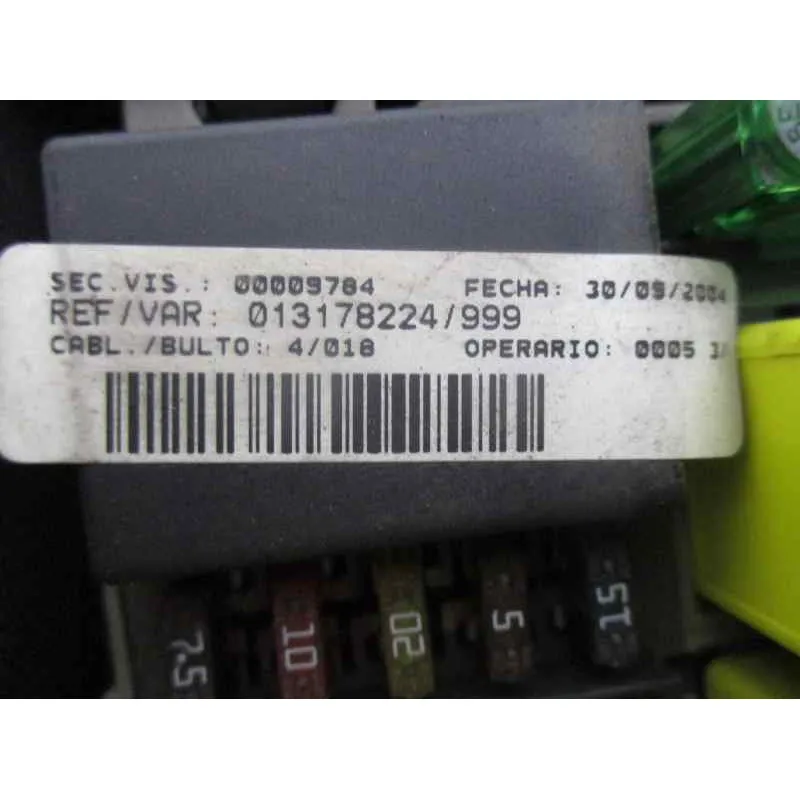 SEC.VIS.: 00009784 FECHA: 30/09/2004
REF/VAR: 013178224/999
CABL./BULTO: 4/018 OPERARIO: 0005 3/
7.5
10
20
5
15